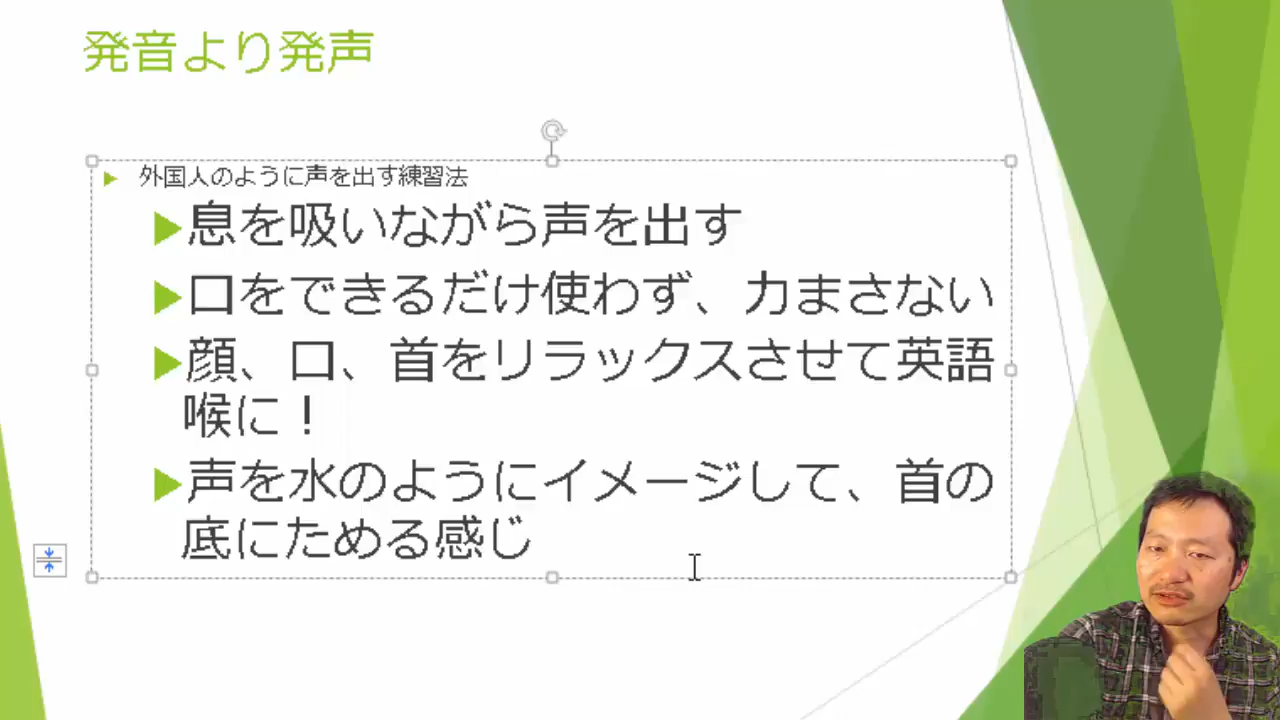 発音より発声
外国人のように声を出す練習法
息を吸いながら声を出す
口をできるだけ使わず、力まさない
顔、口、首をリラックスさせて英語
喉に！
声を水のようにイメージして、首の
底にためる感じ